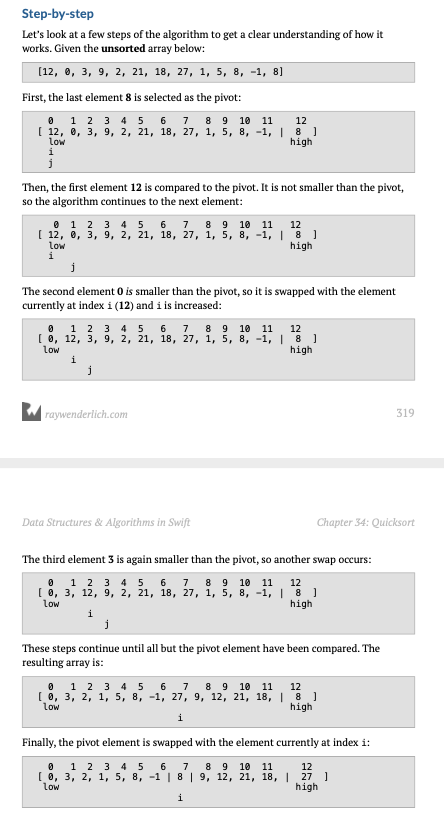 Step-by-step
Let's look at a few steps of the algorithm to get a clear understanding of how it
works. Given the unsorted array below:
[12, 0, 3, 9, 2, 21, 18, 27, 1, 5, 8, -1, 8]
First, the last element 8 is selected as the pivot:
0 1 2 3 4 5 6 7 8 9 10 11 12
[ 12, 0, 3, 9, 2, 21, 18, 27, 1, 5, 8, -1, | 8 ]
low high
i
j
Then, the first element 12 is compared to the pivot. It is not smaller than the pivot,
so the algorithm continues to the next element:
0 1 2 3 4 5 6 7 8 9 10 11 12
[ 12, 0, 3, 9, 2, 21, 18, 27, 1, 5, 8, -1, | 8 ]
low high
i
j
The second element 0 is smaller than the pivot, so it is swapped with the element
currently at index i (12) and i is increased:
0 1 2 3 4 5 6 7 8 9 10 11 12
[ 0, 12, 3, 9, 2, 21, 18, 27, 1, 5, 8, -1, | 8 ]
low high
i
j
raywenderlich.com 319
Data Structures & Algorithms in Swift Chapter 34: Quicksort
The third element 3 is again smaller than the pivot, so another swap occurs:
0 1 2 3 4 5 6 7 8 9 10 11 12
[ 0, 3, 12, 9, 2, 21, 18, 27, 1, 5, 8, -1, | 8 ]
low high
i
j
These steps continue until all but the pivot element have been compared. The
resulting array is:
0 1 2 3 4 5 6 7 8 9 10 11 12
[ 0, 3, 2, 1, 5, 8, -1, 27, 9, 12, 21, 18, | 8 ]
low high
i
Finally, the pivot element is swapped with the element currently at index i:
0 1 2 3 4 5 6 7 8 9 10 11 12
[ 0, 3, 2, 1, 5, 8, -1 | 8 | 9, 12, 21, 18, | 27 ]
low high
i